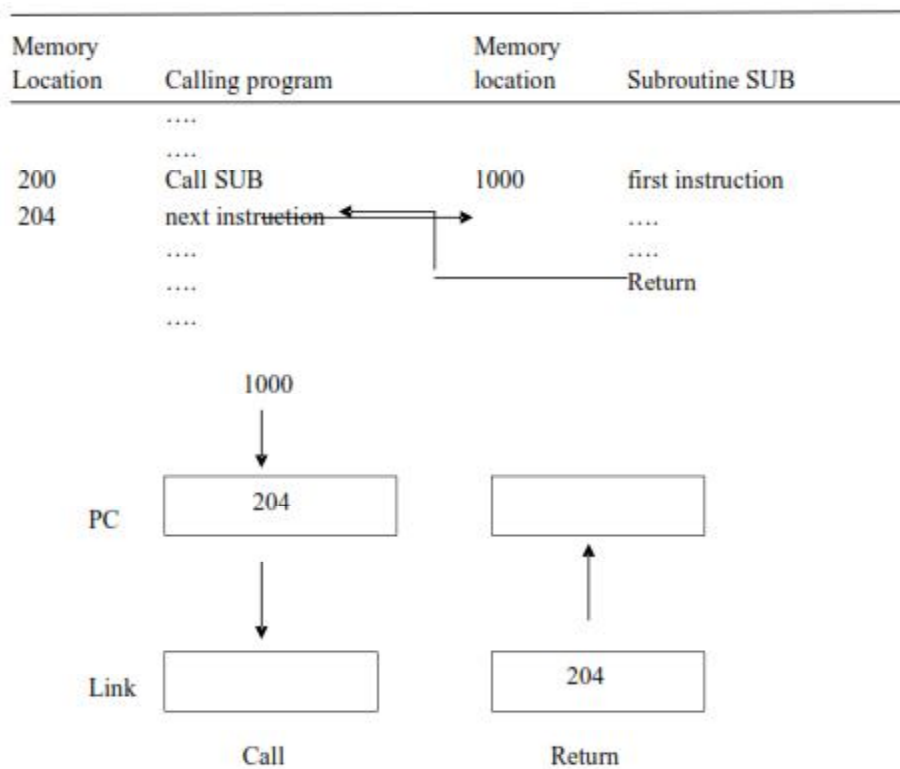 Memory Memory
Location Calling program location Subroutine SUB
….
….
200 Call SUB 1000 first instruction
204 next instruction ….
…. ….
…. Return
….
1000
PC 204
Link 204
Call Return